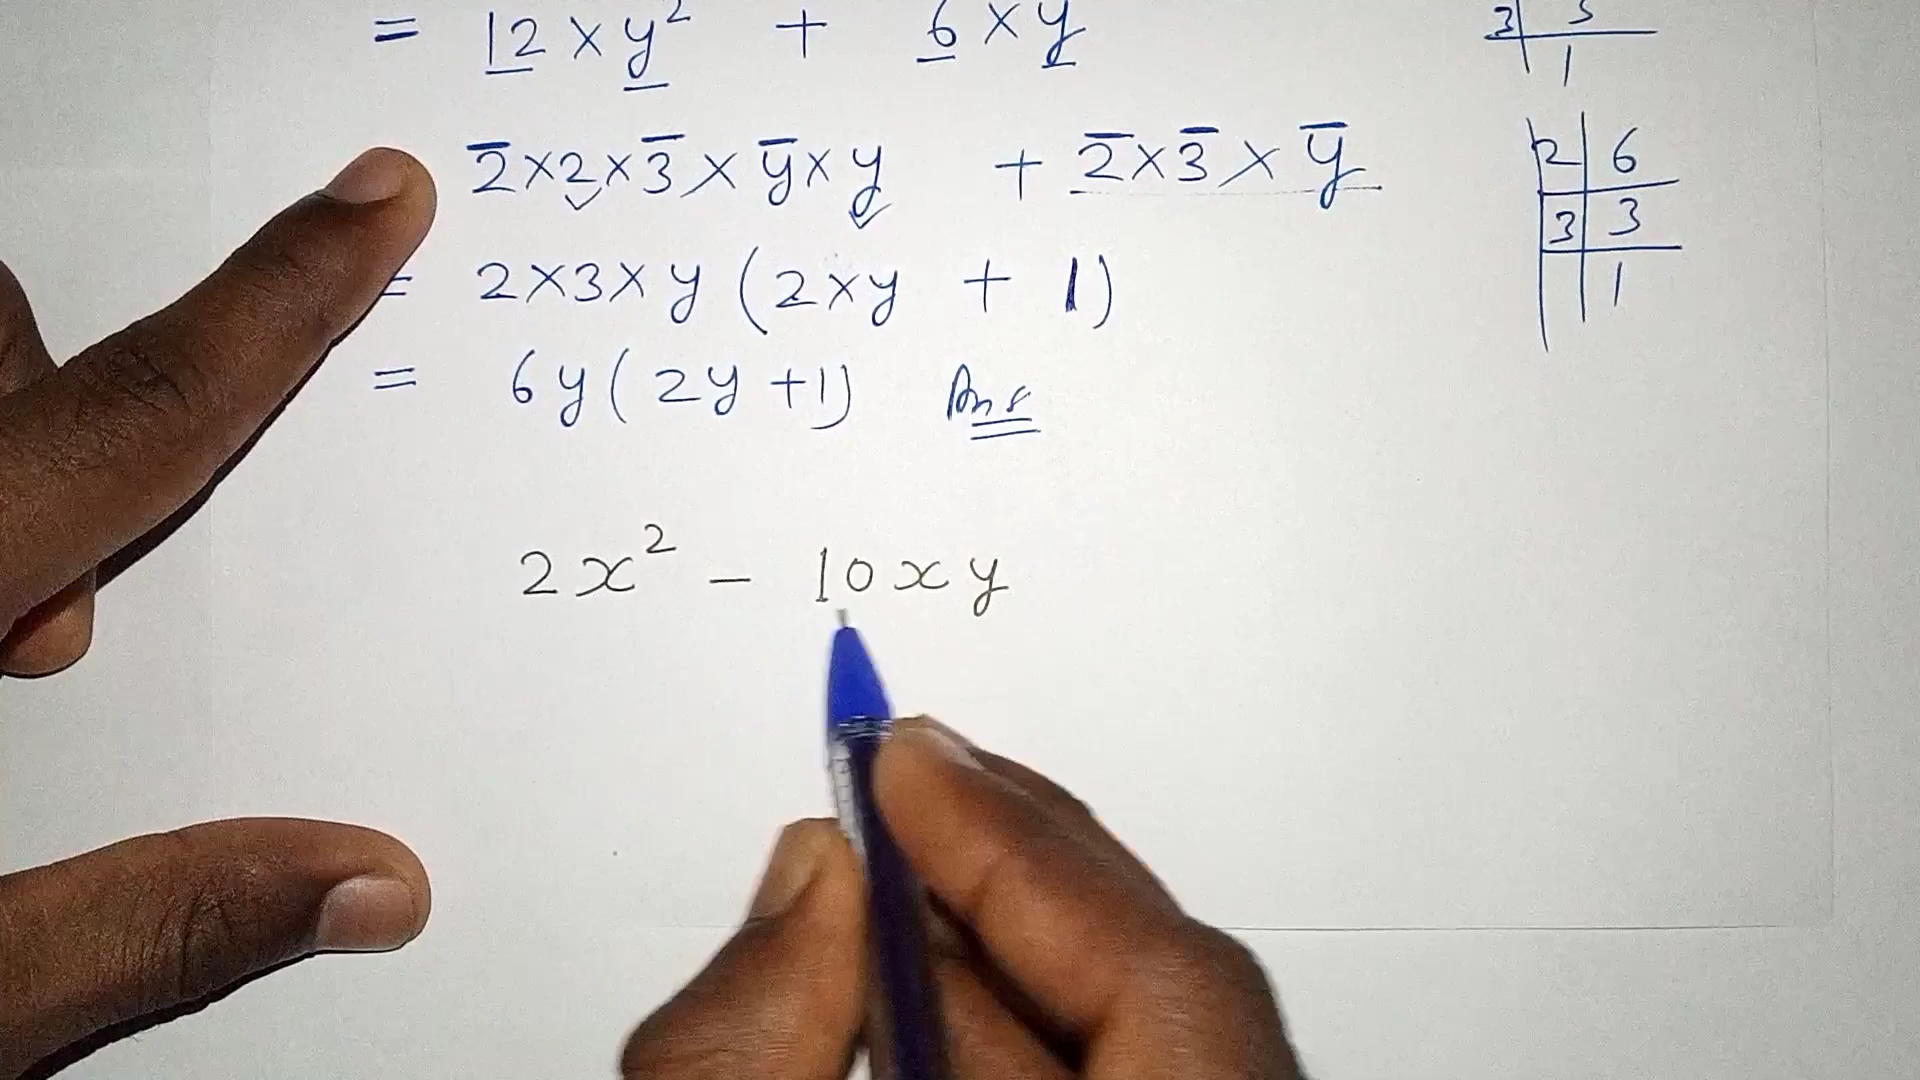 = 12 × y² + 6 × y
2 × 2 × 3 × y × y + 2 × 3 × y
= 2 × 3 × y (2 × y + 1)
= 6y (2y + 1) Ans
2x² - 10xy
3 3
1
2 6
3 3
1